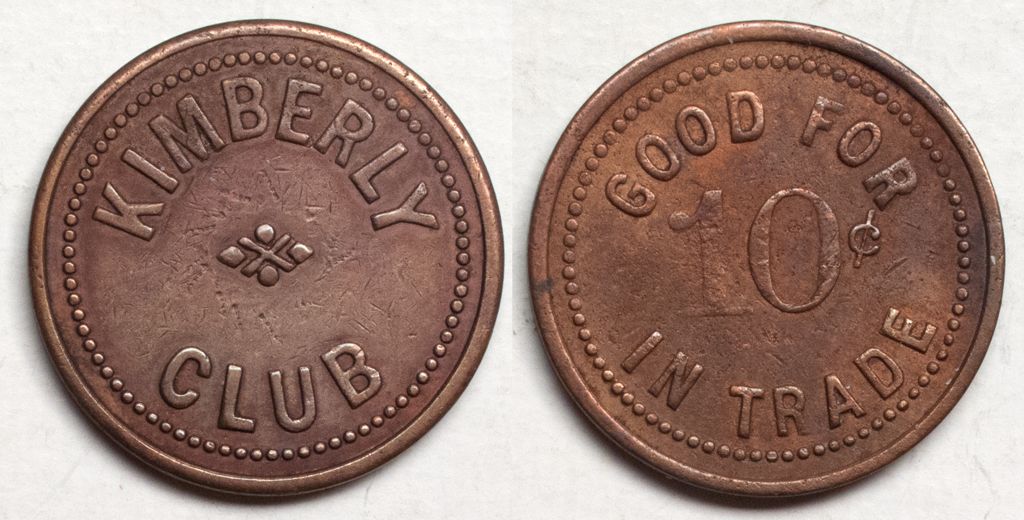 KIMBERLY
CLUB
GOOD FOR
10¢
IN TRADE